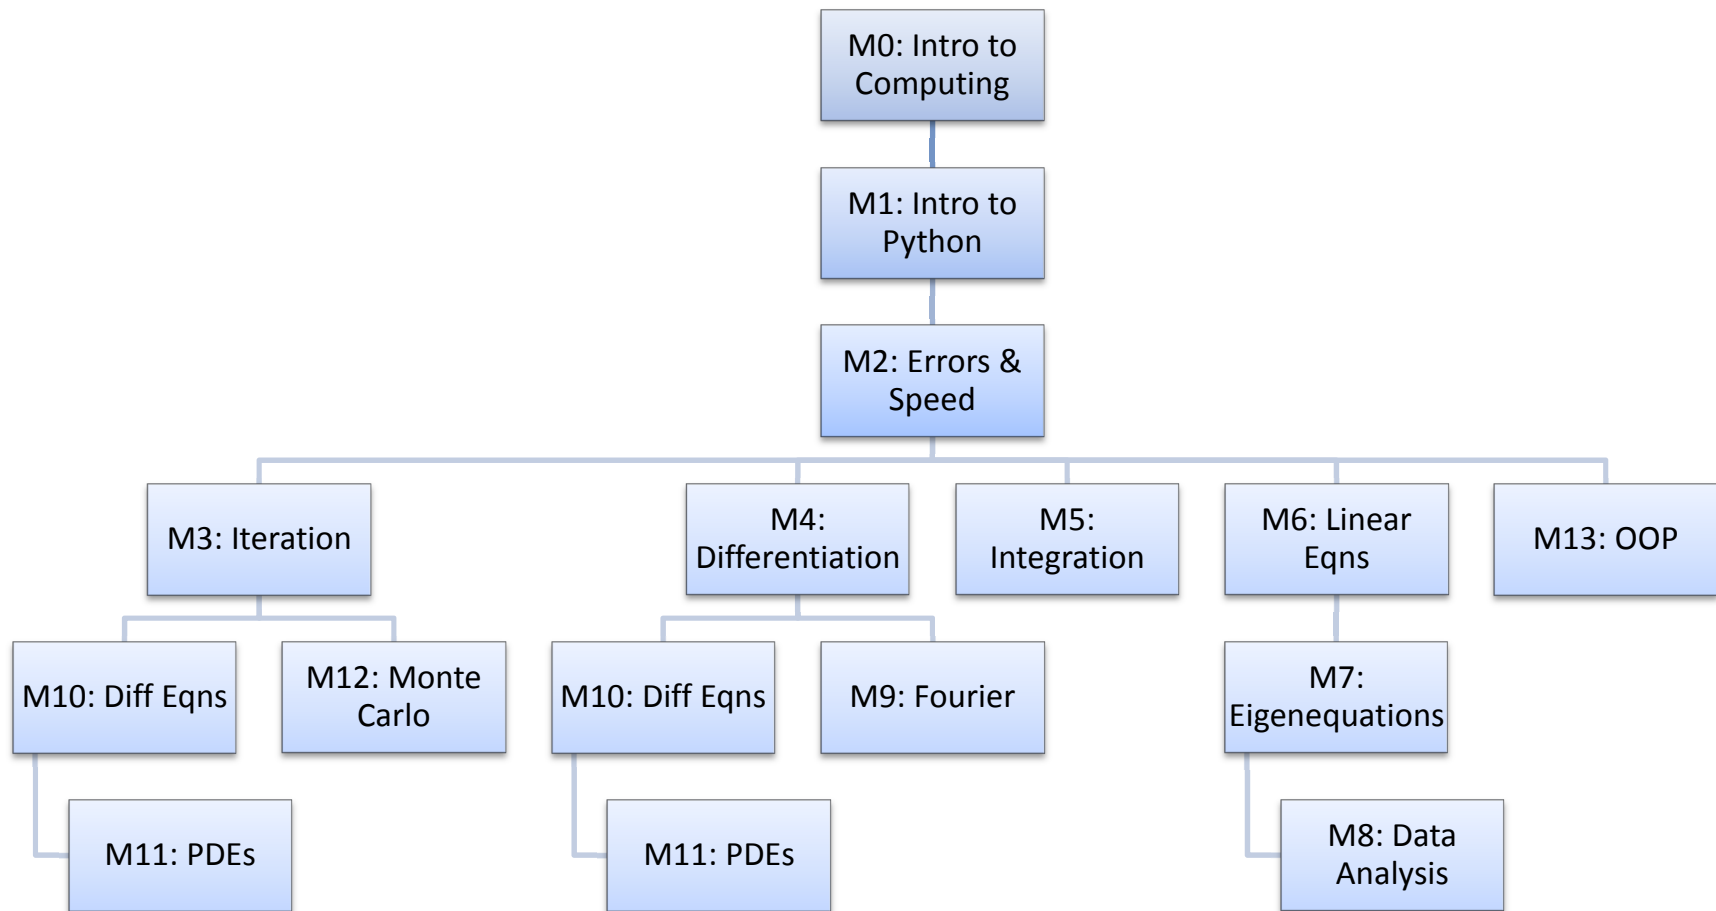 M0: Intro to
Computing
M1: Intro to
Python
M2: Errors &
Speed
M3: Iteration
M4:
Differentiation
M5:
Integration
M6: Linear
Eqns
M13: OOP
M10: Diff Eqns
M12: Monte
Carlo
M10: Diff Eqns
M9: Fourier
M7:
Eigenequations
M11: PDEs
M11: PDEs
M8: Data
Analysis